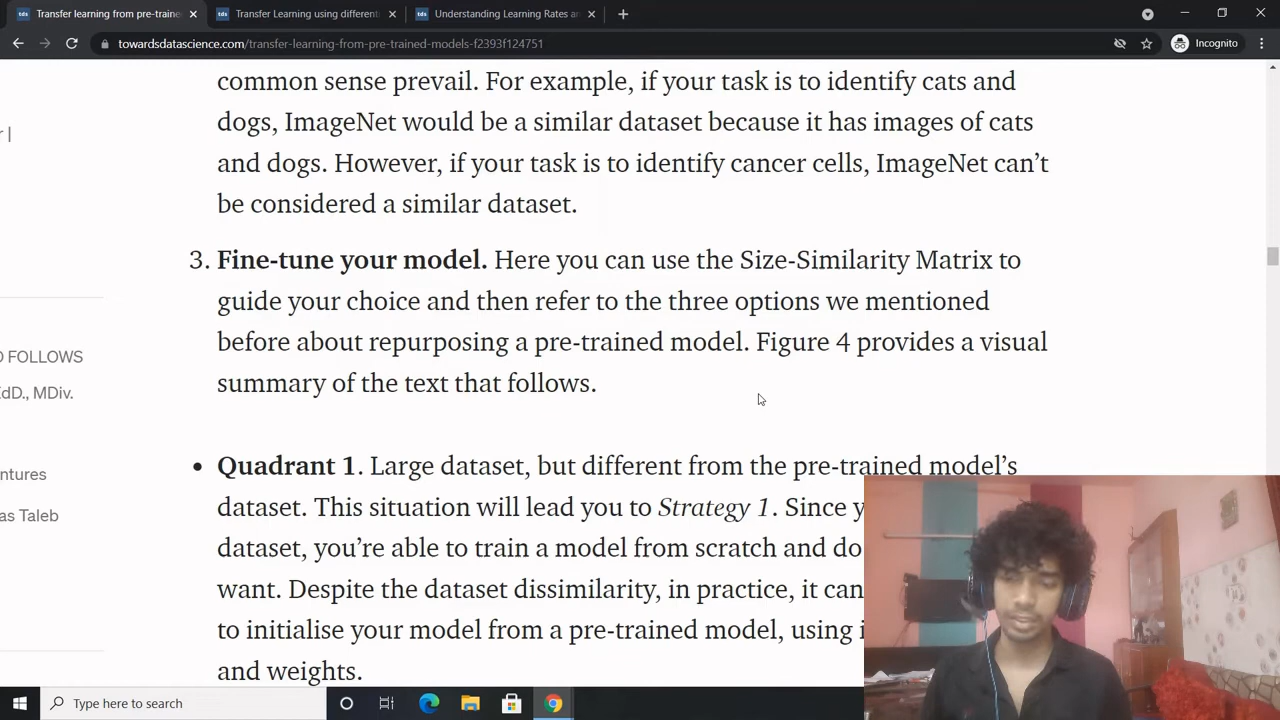 Transfer learning from pre-traine
Transfer Learning using different
Understanding Learning Rates an
towardsdatascience.com/transfer-learning-from-pre-trained-models-f2393f124751
Incognito
common sense prevail. For example, if your task is to identify cats and
dogs, ImageNet would be a similar dataset because it has images of cats
and dogs. However, if your task is to identify cancer cells, ImageNet can't
be considered a similar dataset.
r |
3. Fine-tune your model. Here you can use the Size-Similarity Matrix to
guide your choice and then refer to the three options we mentioned
before about repurposing a pre-trained model. Figure 4 provides a visual
summary of the text that follows.
O FOLLOWS
EdD., MDiv.
ntures
as Taleb
• Quadrant 1. Large dataset, but different from the pre-trained model's
dataset. This situation will lead you to Strategy 1. Since y
dataset, you're able to train a model from scratch and do
want. Despite the dataset dissimilarity, in practice, it can
to initialise your model from a pre-trained model, using i
and weights.
Type here to search